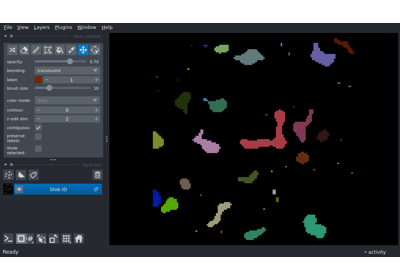 File View Layers Plugins Window Help
opacity: 0.70
blending: translucent
label: 1
brush size: 10
color mode:
contour: 0
n edit dim: 2
contiguous:
preserve
labels:
show
selected:
blob ID
Ready
activity